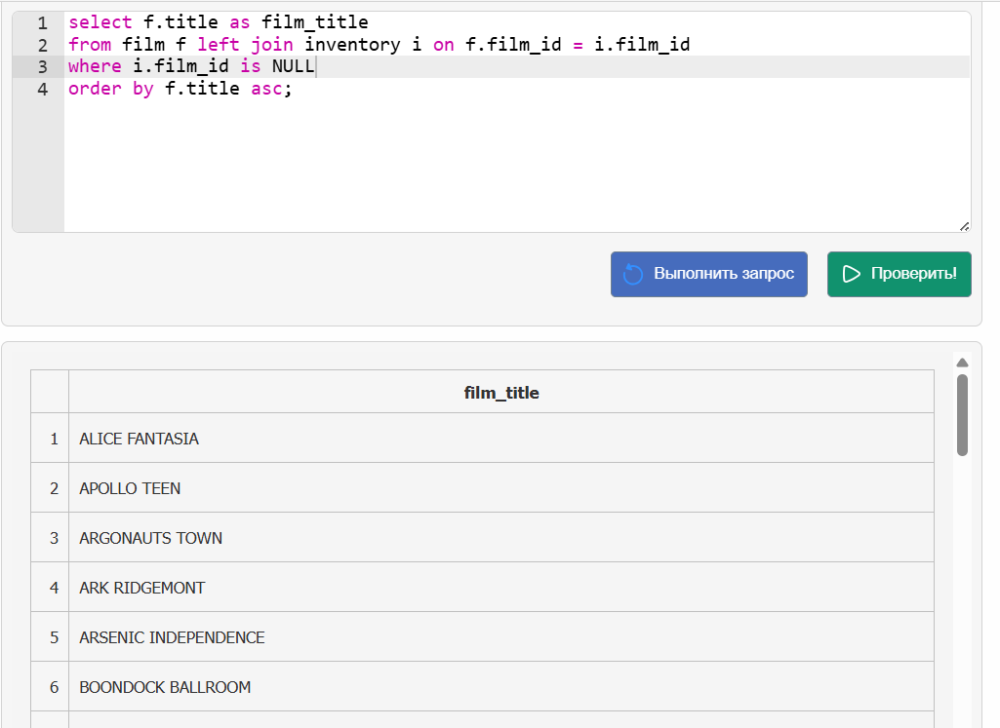 1 select f.title as film_title
2 from film f left join inventory i on f.film_id = i.film_id
3 where i.film_id is NULL
4 order by f.title asc;
Выполнить запрос Проверить!
film_title
1 ALICE FANTASIA
2 APOLLO TEEN
3 ARGONAUTS TOWN
4 ARK RIDGEMONT
5 ARSENIC INDEPENDENCE
6 BOONDOCK BALLROOM